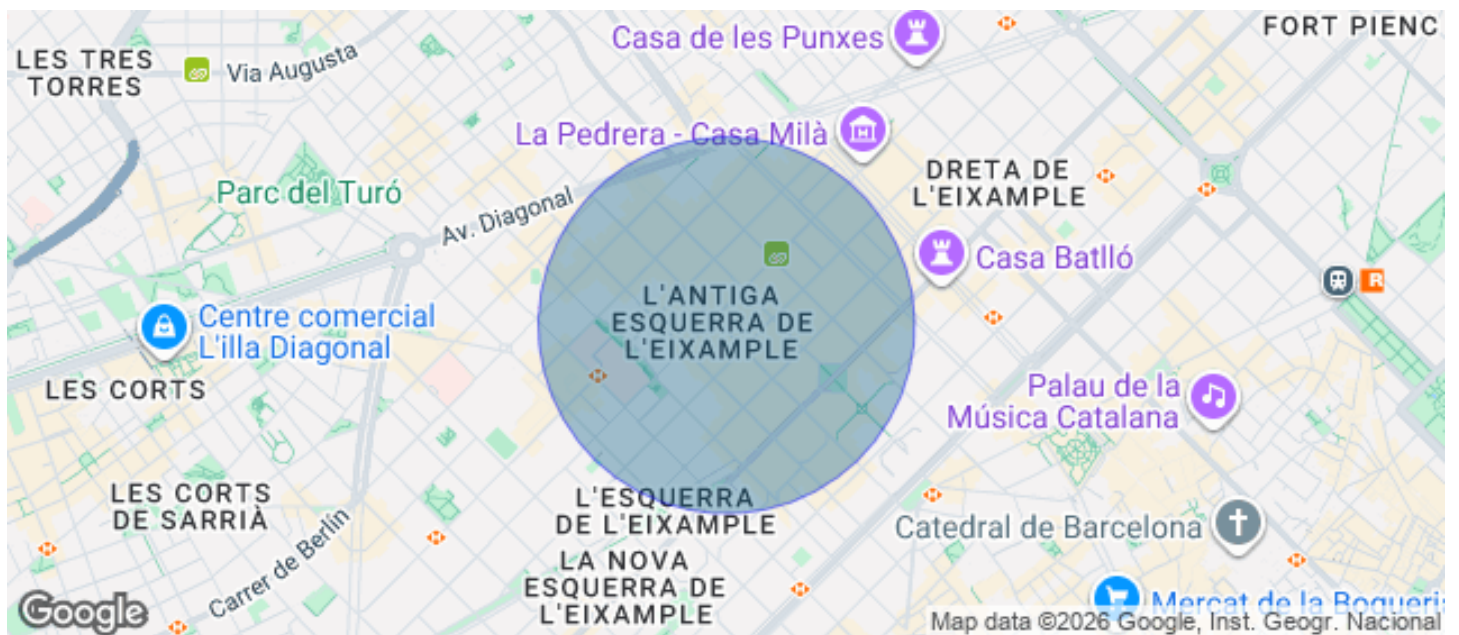 FORT PIENC
Casa de les Punxes
LES TRES
TORRES
Via Augusta
La Pedrera - Casa Milà
DRETA DE
L'EIXAMPLE
Parc del Turó
Av. Diagonal
Casa Batlló
R
L'ANTIGA
ESQUERRA DE
L'EIXAMPLE
Centre comercial
L'illa Diagonal
LES CORTS
Palau de la
Música Catalana
LES CORTS
DE SARRIÀ
L'ESQUERRA
DE L'EIXAMPLE
Catedral de Barcelona
Carrer de Berlín
LA NOVA
ESQUERRA DE
L'EIXAMPLE
Mercat de la Boqueria
Google
Map data ©2026 Google, Inst. Geogr. Nacional